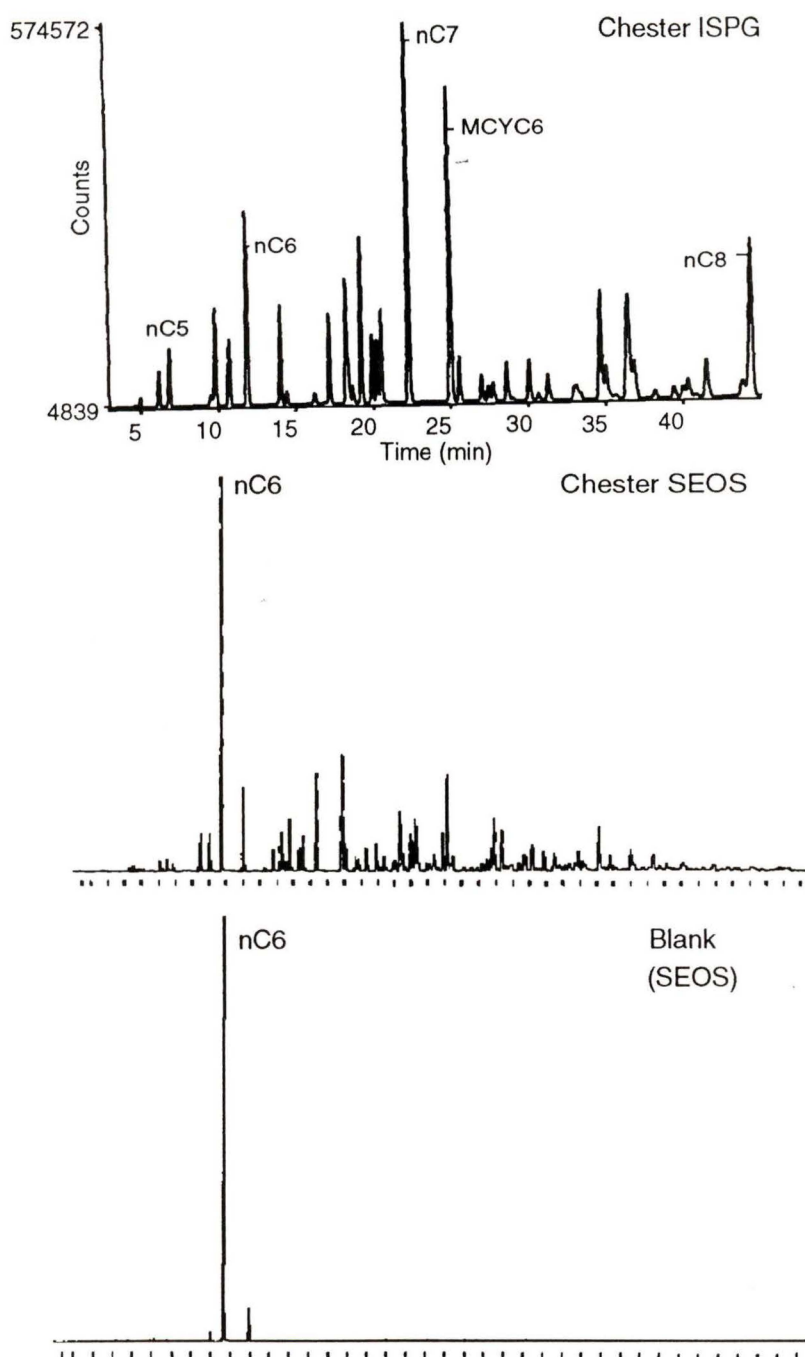 574572
nC7
Chester ISPG
MCYC6
Counts
nC6
nC8
nC5
4839
5
10
15
20
25
30
35
40
Time (min)
nC6
Chester SEOS
nC6
Blank
(SEOS)